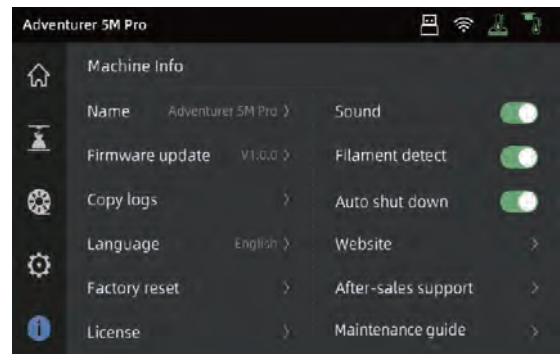 Adventurer 5M Pro
Machine Info
Name Adventurer 5M Pro >
Firmware update V1.0.0 >
Copy logs >
Language English >
Factory reset >
License >
Sound
Filament detect
Auto shut down
Website >
After-sales support >
Maintenance guide >